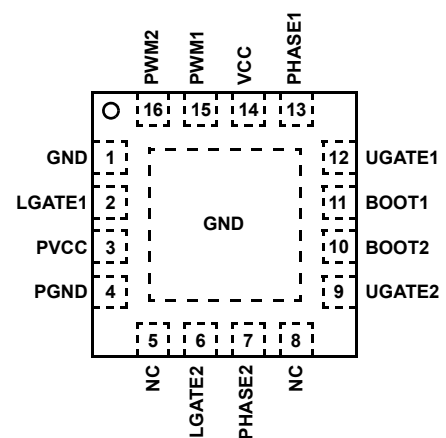 PWM2
PWM1
VCC
PHASE1
16
15
14
13
GND 1
12 UGATE1
LGATE1 2
11 BOOT1
GND
PVCC 3
10 BOOT2
PGND 4
9 UGATE2
5
6
7
8
NC
LGATE2
PHASE2
NC